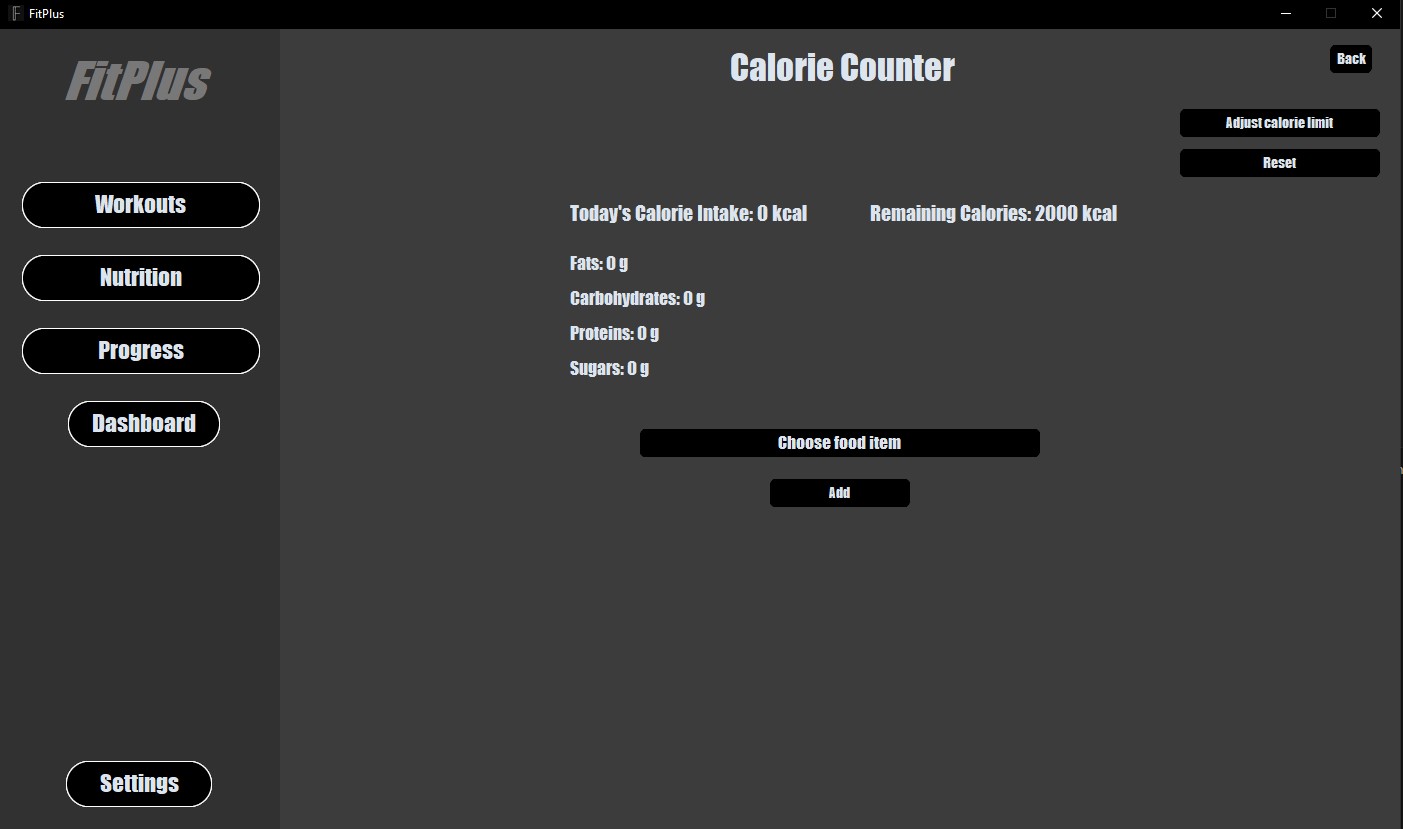 FitPlus
FitPlus
Calorie Counter
Back
Adjust calorie limit
Reset
Workouts
Nutrition
Progress
Dashboard
Settings
Today's Calorie Intake: 0 kcal
Remaining Calories: 2000 kcal
Fats: 0 g
Carbohydrates: 0 g
Proteins: 0 g
Sugars: 0 g
Choose food item
Add